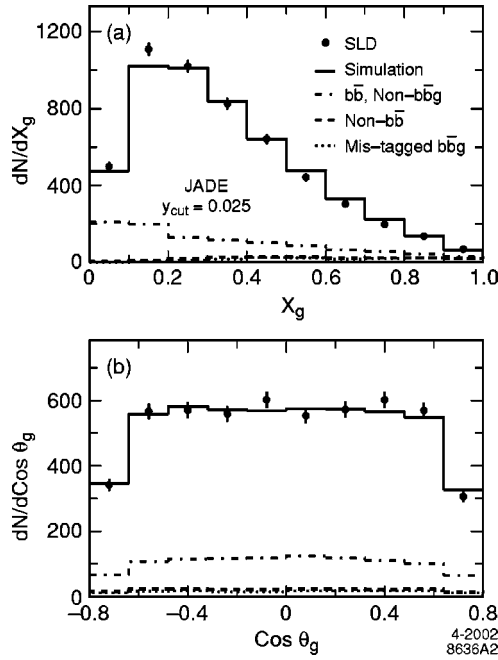 (a)
1200
800
400
0
dN/dX_g
SLD
Simulation
bb̄, Non–bb̄g
Non–bb̄
Mis–tagged bb̄g
JADE
y_cut = 0.025
0 0.2 0.4 0.6 0.8 1.0
X_g
(b)
600
400
200
0
dN/dCos θ_g
–0.8 –0.4 0 0.4 0.8
Cos θ_g
4-2002
8636A2